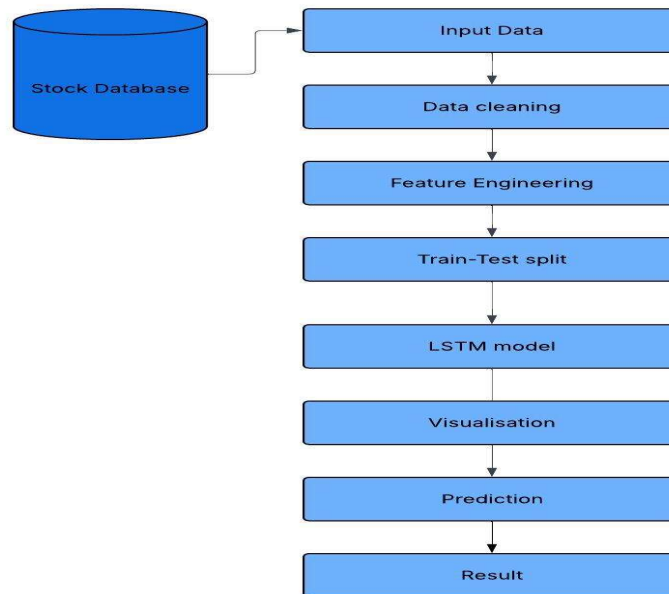 Stock Database
Input Data
Data cleaning
Feature Engineering
Train-Test split
LSTM model
Visualisation
Prediction
Result